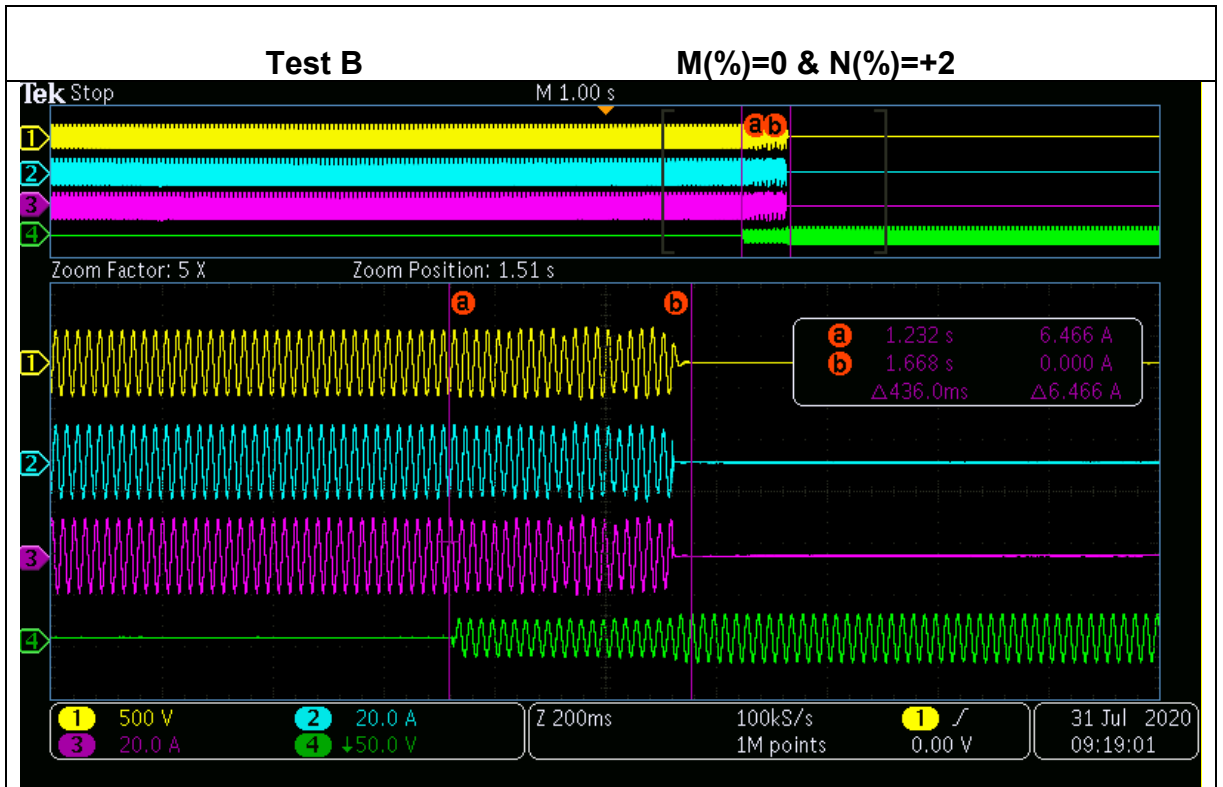 Test B M(%)=0 & N(%)=+2
Tek Stop M 1.00 s
1
a b
2
3
4
Zoom Factor: 5 X Zoom Position: 1.51 s
a b
a 1.232 s 6.466 A
b 1.668 s 0.000 A
△436.0ms △6.466 A
1
2
3
4
1 500 V 2 20.0 A Z 200ms 100kS/s 1 31 Jul 2020
3 20.0 A 4 ↓50.0 V 1M points 0.00 V 09:19:01